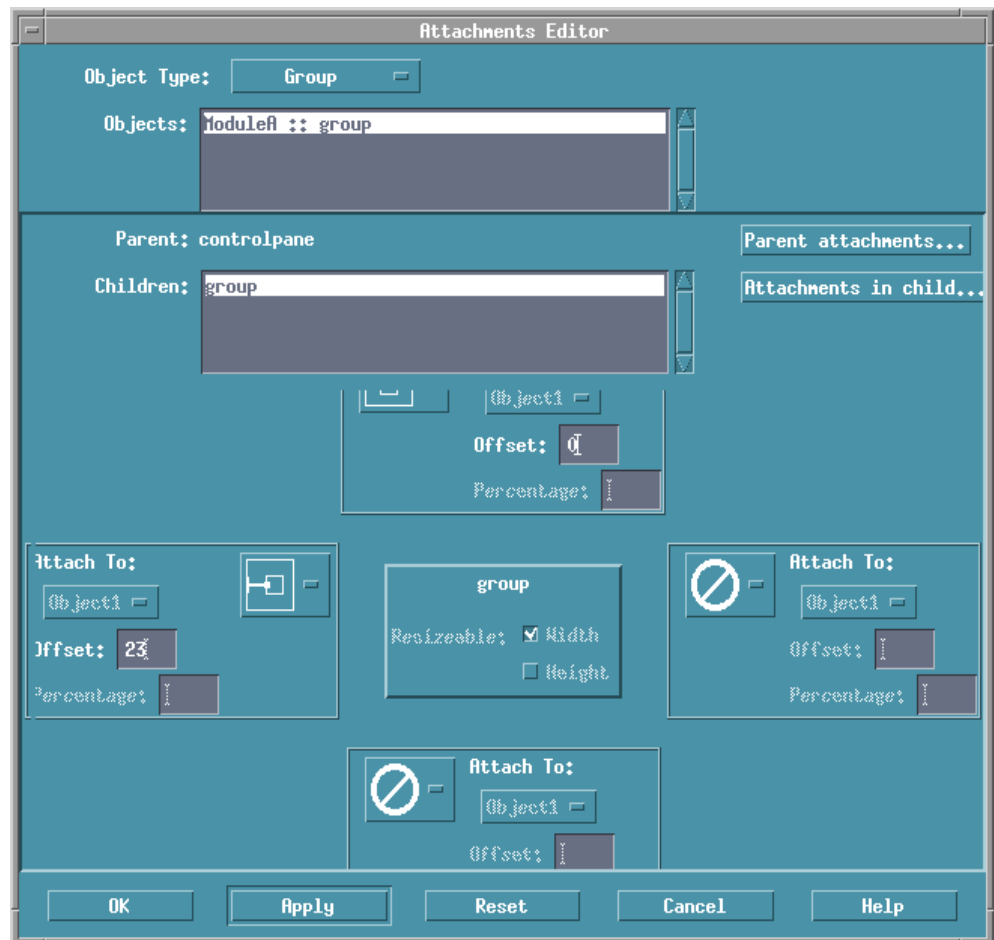 Attachments Editor
Object Type: Group
Objects: ModuleA :: group
Parent: controlpane
Parent attachments...
Children: group
Attachments in child...
Object1
Offset: 0
Percentage:
Attach To:
Object1
Offset: 23
Percentage:
group
Resizeable: Width
Height
Attach To:
Object1
Offset:
Percentage:
Attach To:
Object1
Offset:
OK Apply Reset Cancel Help